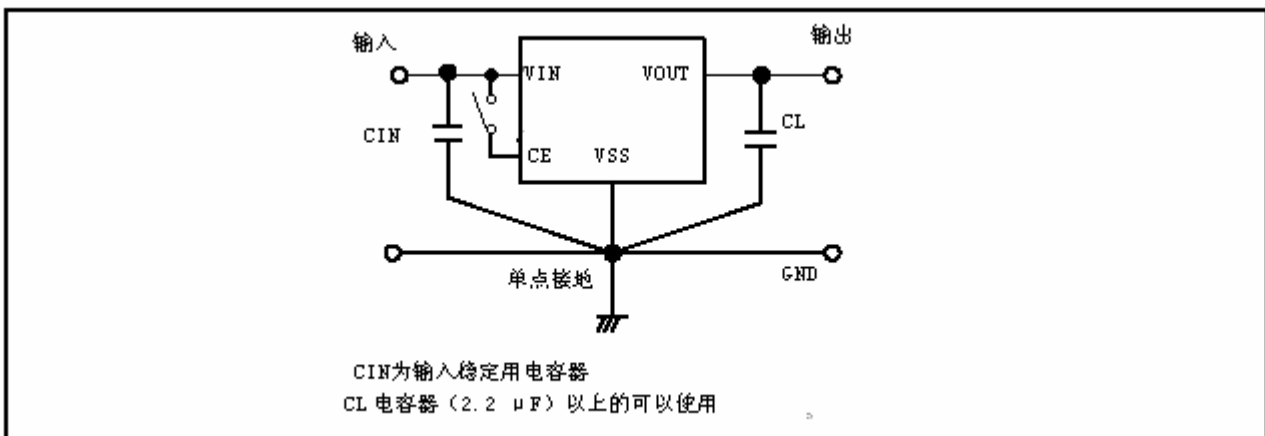 输入
输出
VIN
VOUT
CIN
CL
CE
VSS
单点接地
GND
CIN为输入稳定用电容器
CL 电容器（2.2 μF）以上的可以使用